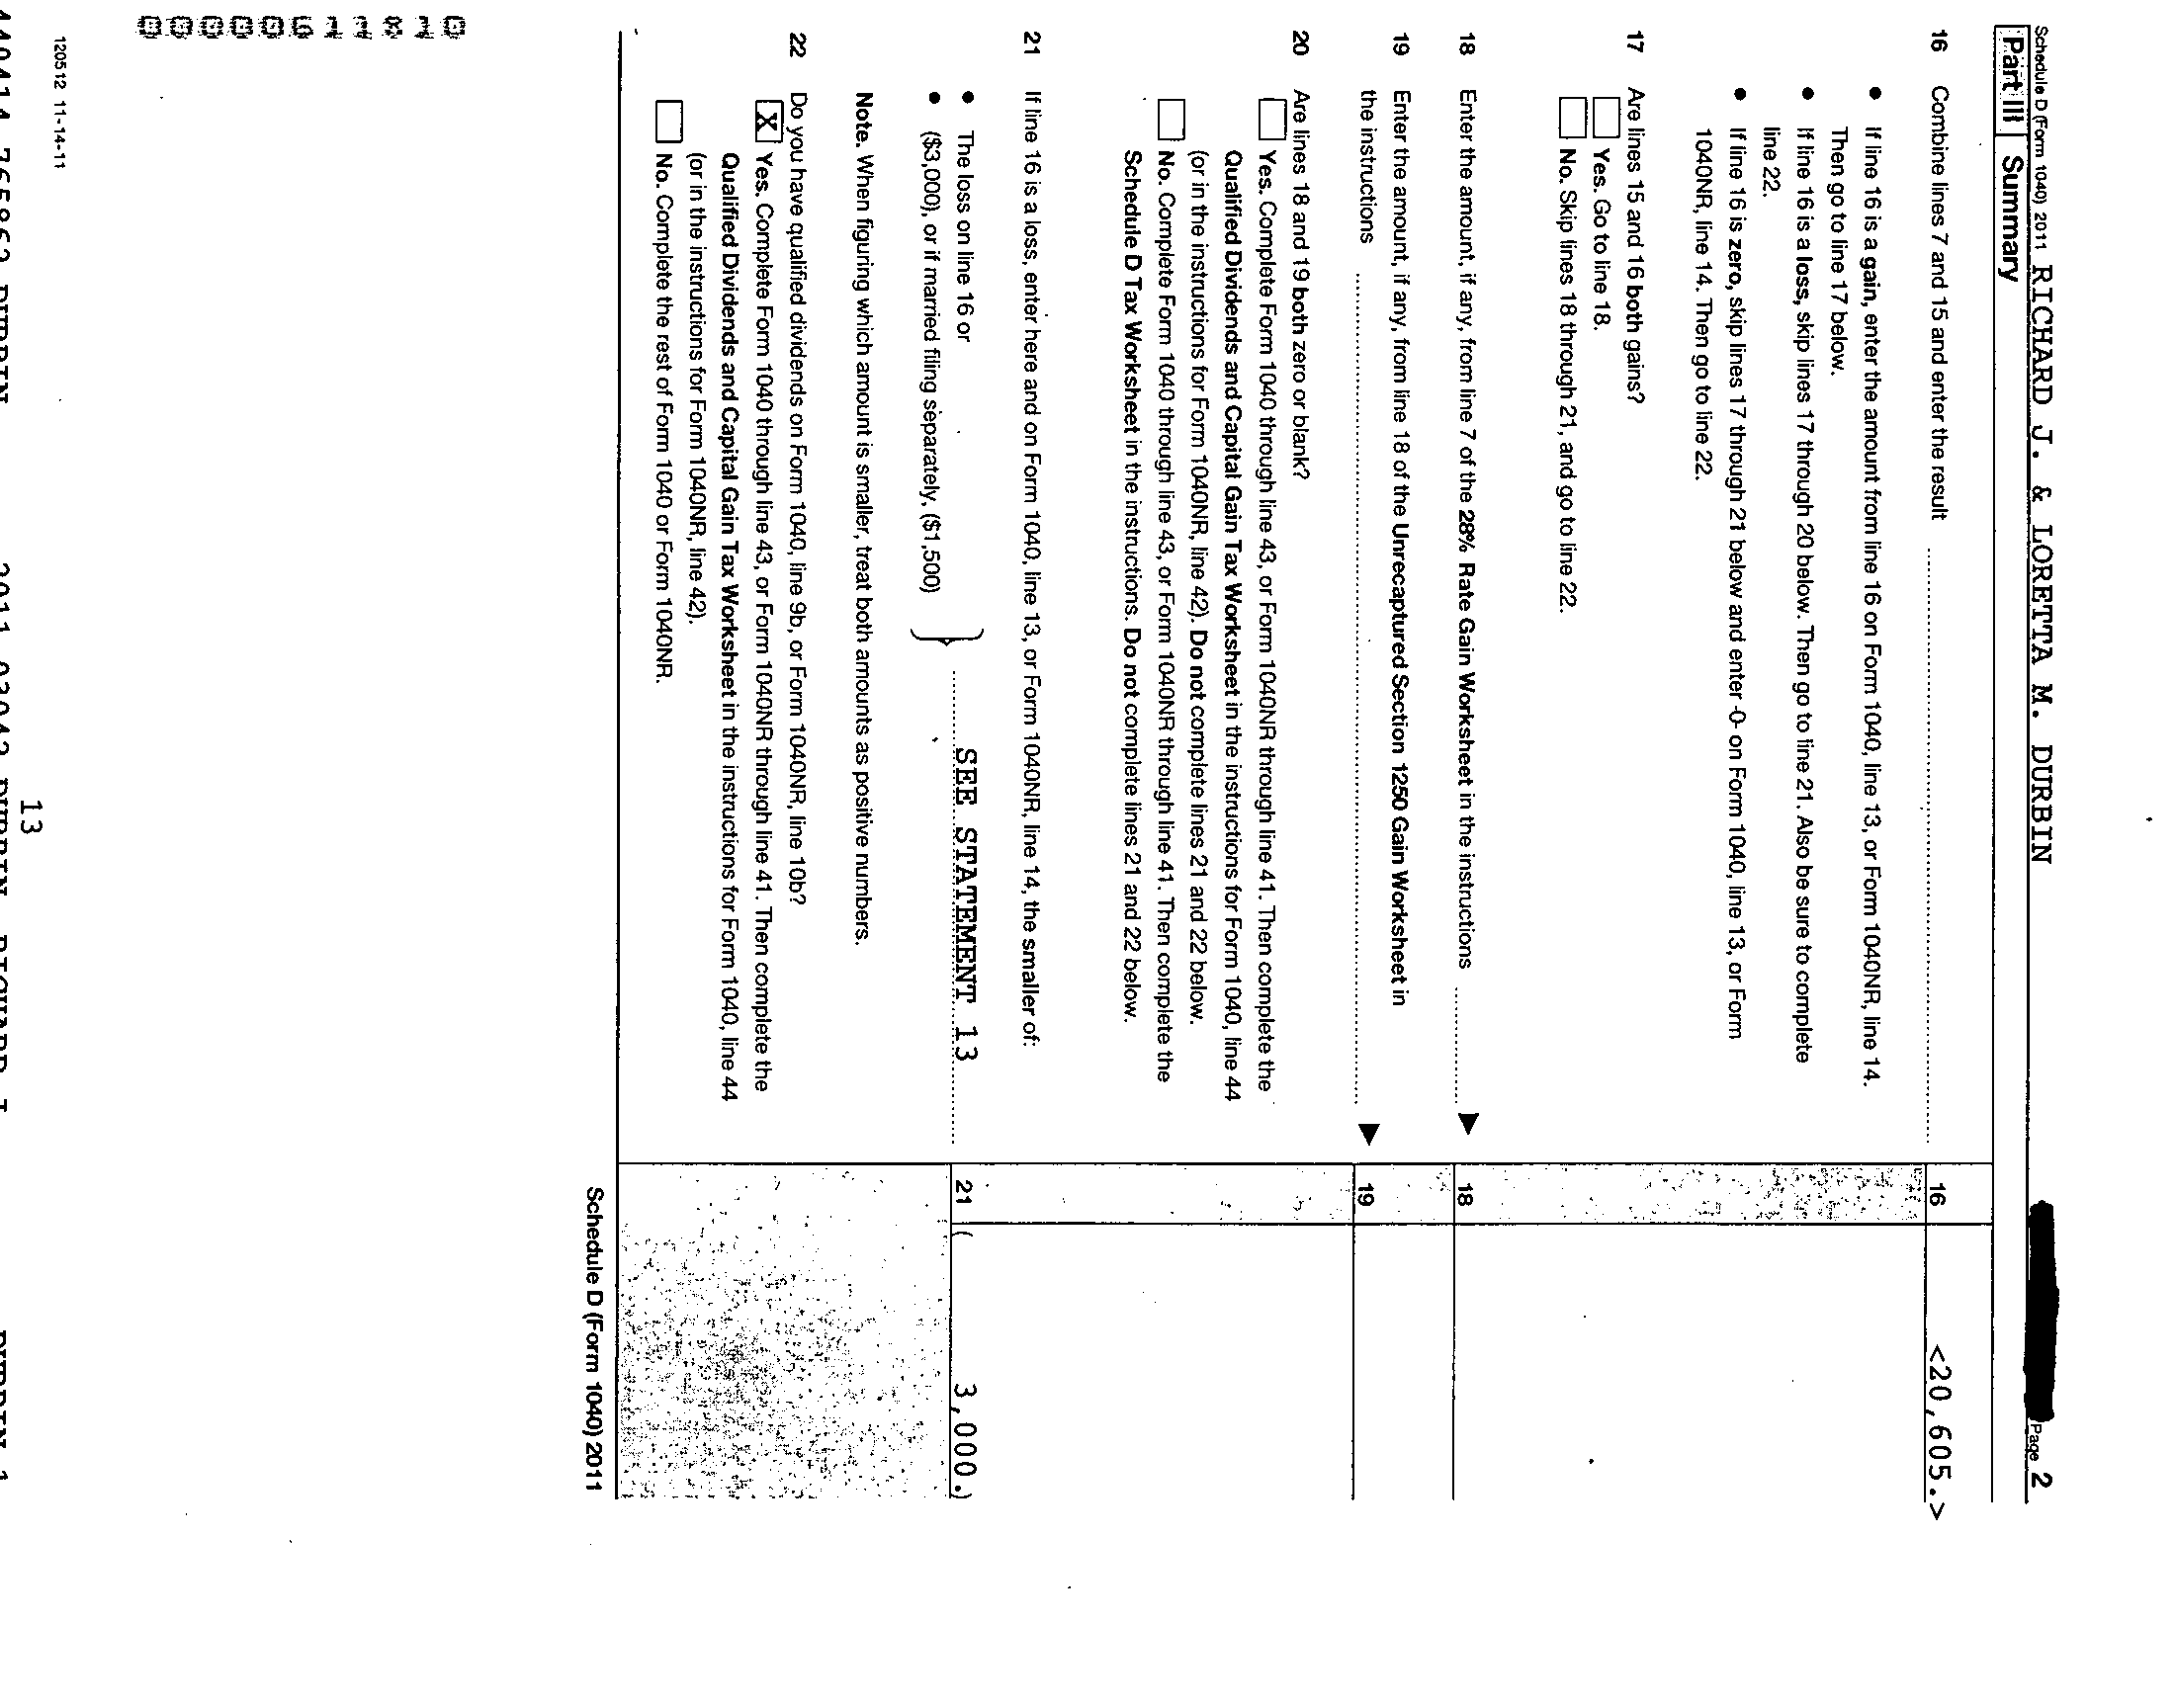 Schedule D (Form 1040) 2011 RICHARD J. & LORETTA M. DURBIN Page 2
Part III Summary
16 Combine lines 7 and 15 and enter the result 16 <20,605.>
• If line 16 is a gain, enter the amount from line 16 on Form 1040, line 13, or Form 1040NR, line 14.
Then go to line 17 below.
• If line 16 is a loss, skip lines 17 through 20 below. Then go to line 21. Also be sure to complete
line 22.
• If line 16 is zero, skip lines 17 through 21 below and enter -0- on Form 1040, line 13, or Form
1040NR, line 14. Then go to line 22.
17 Are lines 15 and 16 both gains?
Yes. Go to line 18.
No. Skip lines 18 through 21, and go to line 22.
18 Enter the amount, if any, from line 7 of the 28% Rate Gain Worksheet in the instructions 18
19 Enter the amount, if any, from line 18 of the Unrecaptured Section 1250 Gain Worksheet in
the instructions 19
20 Are lines 18 and 19 both zero or blank?
Yes. Complete Form 1040 through line 43, or Form 1040NR through line 41. Then complete the
Qualified Dividends and Capital Gain Tax Worksheet in the instructions for Form 1040, line 44
(or in the instructions for Form 1040NR, line 42). Do not complete lines 21 and 22 below.
No. Complete Form 1040 through line 43, or Form 1040NR through line 41. Then complete the
Schedule D Tax Worksheet in the instructions. Do not complete lines 21 and 22 below.
21 If line 16 is a loss, enter here and on Form 1040, line 13, or Form 1040NR, line 14, the smaller of:
• The loss on line 16 or
SEE STATEMENT 13 21 ( 3,000.)
• ($3,000), or if married filing separately, ($1,500)
Note. When figuring which amount is smaller, treat both amounts as positive numbers.
22 Do you have qualified dividends on Form 1040, line 9b, or Form 1040NR, line 10b?
X Yes. Complete Form 1040 through line 43, or Form 1040NR through line 41. Then complete the
Qualified Dividends and Capital Gain Tax Worksheet in the instructions for Form 1040, line 44
(or in the instructions for Form 1040NR, line 42).
No. Complete the rest of Form 1040 or Form 1040NR.
Schedule D (Form 1040) 2011
120512 11-14-11
13